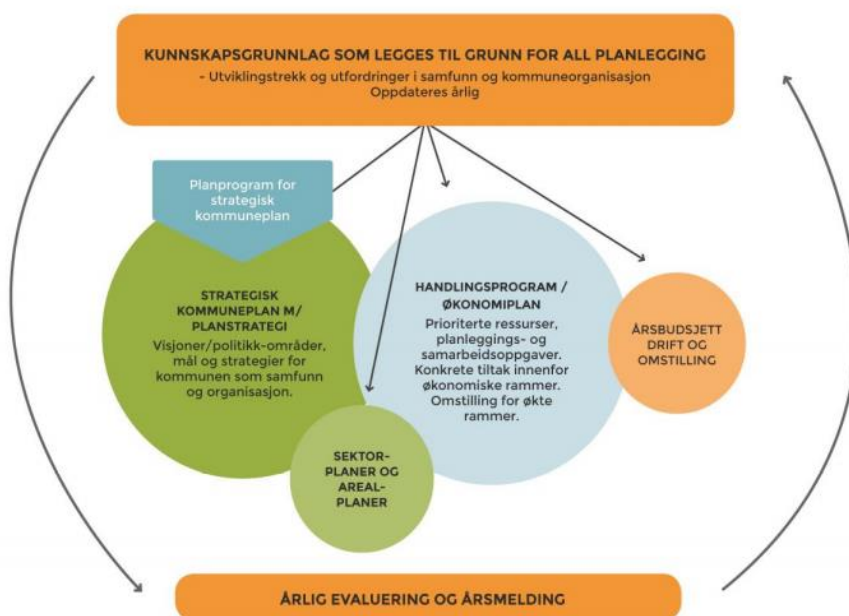 KUNNSKAPSGRUNNLAG SOM LEGGES TIL GRUNN FOR ALL PLANLEGGING
- Utviklingstrekk og utfordringer i samfunn og kommuneorganisasjon
Oppdateres årlig
Planprogram for
strategisk
kommuneplan
STRATEGISK
KOMMUNEPLAN M/
PLANSTRATEGI
Visjoner/politikk-områder,
mål og strategier for
kommunen som samfunn
og organisasjon.
HANDLINGSPROGRAM /
ØKONOMIPLAN
Prioriterte ressurser,
planleggings- og
samarbeidsoppgaver.
Konkrete tiltak innenfor
økonomiske rammer.
Omstilling for økte
rammer.
ÅRSBUDSJETT
DRIFT OG
OMSTILLING
SEKTOR-
PLANER OG
AREAL-
PLANER
ÅRLIG EVALUERING OG ÅRSMELDING